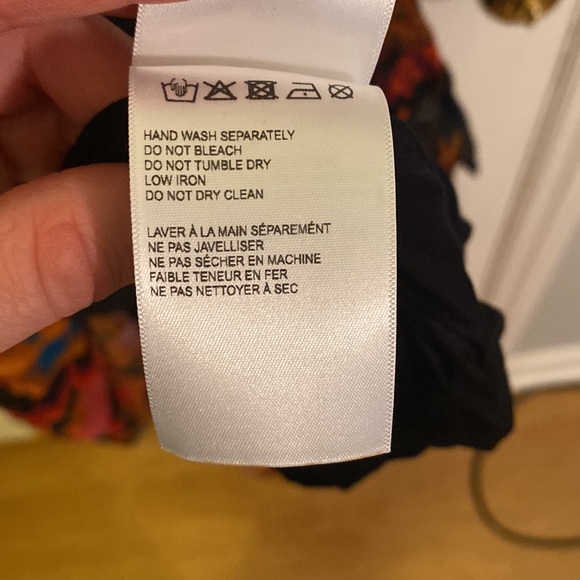 HAND WASH SEPARATELY
DO NOT BLEACH
DO NOT TUMBLE DRY
LOW IRON
DO NOT DRY CLEAN
LAVER À LA MAIN SÉPARÉMÉNT
NE PAS JAVELLISER
NE PAS SÉCHER EN MACHINE
FAIBLE TENEUR EN FER
NE PAS NETTOYER À SEC